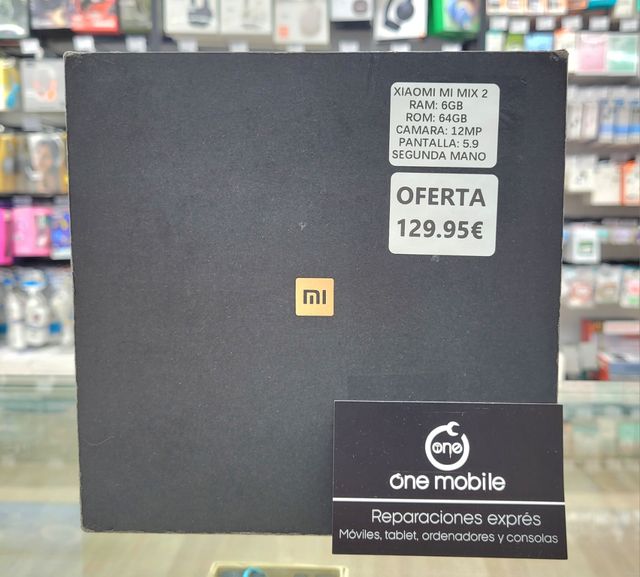 XIAOMI MI MIX 2
RAM: 6GB
ROM: 64GB
CAMARA: 12MP
PANTALLA: 5.9
SEGUNDA MANO
OFERTA
129.95€
mi
one
óne mobile
Reparaciones exprés
Móviles, tablet, ordenadores y consolas